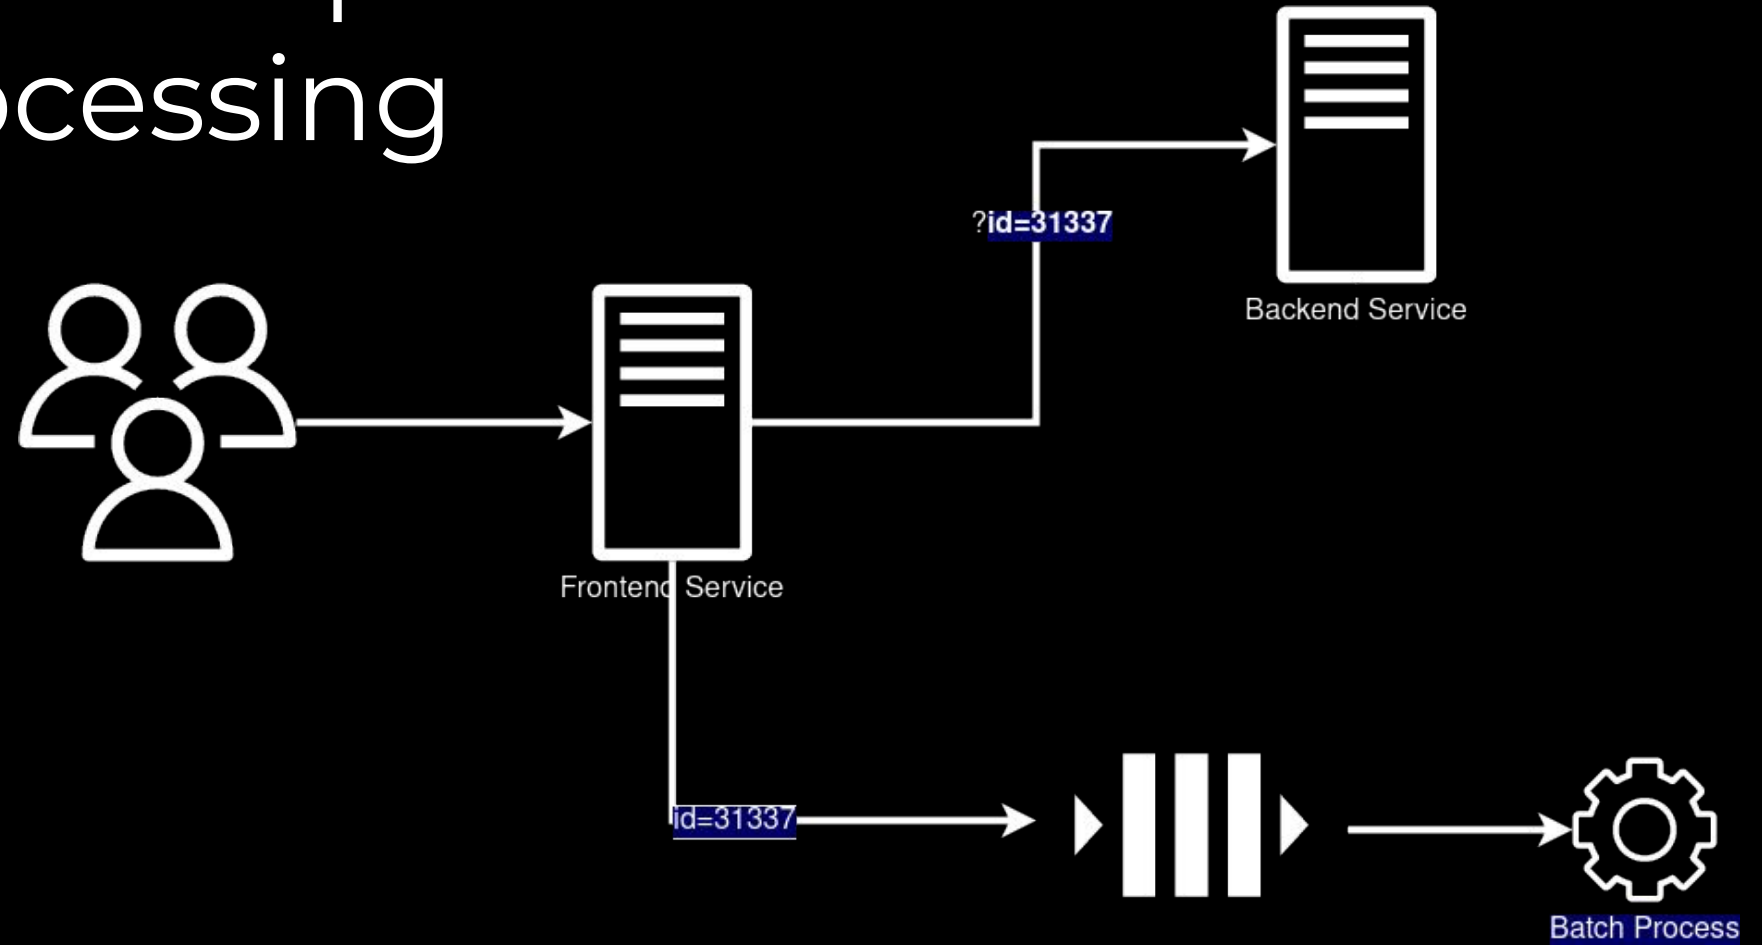 ocessing
?id=31337
Backend Service
Frontend Service
id=31337
Batch Process